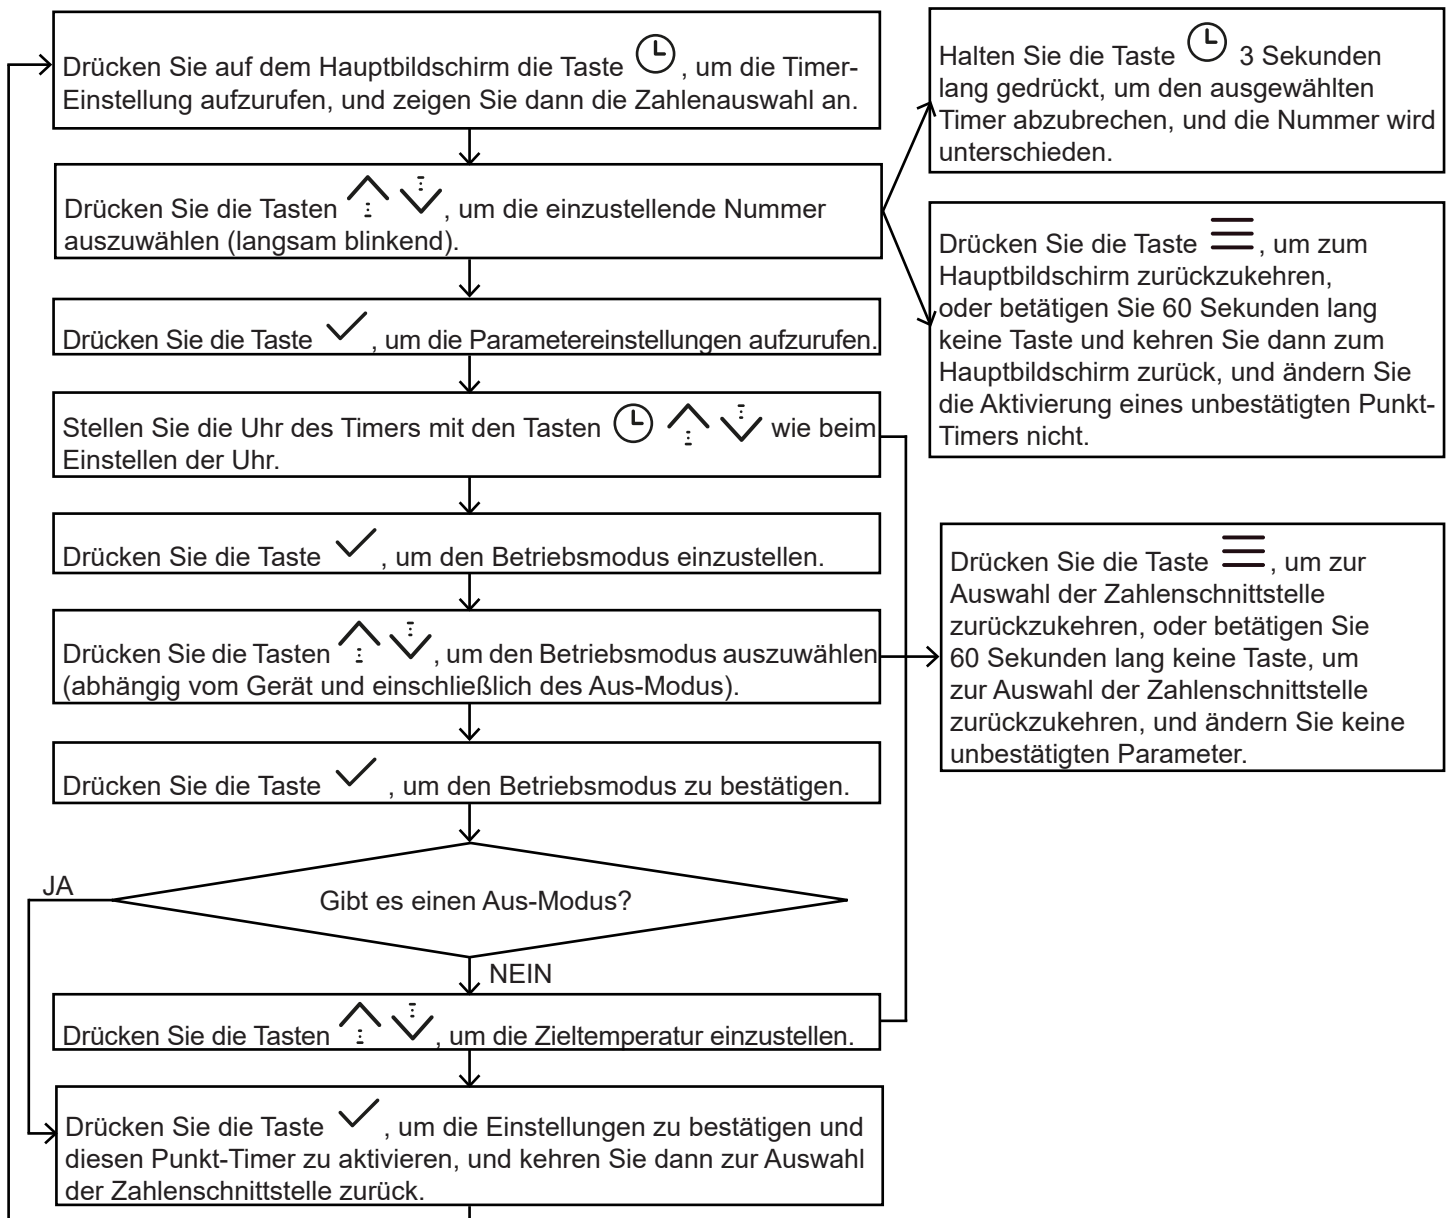 Drücken Sie auf dem Hauptbildschirm die Taste , um die Timer-
Einstellung aufzurufen, und zeigen Sie dann die Zahlenauswahl an.
Halten Sie die Taste 3 Sekunden
lang gedrückt, um den ausgewählten
Timer abzubrechen, und die Nummer wird
unterschieden.
Drücken Sie die Tasten , um die einzustellende Nummer
auszuwählen (langsam blinkend).
Drücken Sie die Taste , um zum
Hauptbildschirm zurückzukehren,
oder betätigen Sie 60 Sekunden lang
keine Taste und kehren Sie dann zum
Hauptbildschirm zurück, und ändern Sie
die Aktivierung eines unbestätigten Punkt-
Timers nicht.
Drücken Sie die Taste , um die Parametereinstellungen aufzurufen.
Stellen Sie die Uhr des Timers mit den Tasten wie beim
Einstellen der Uhr.
Drücken Sie die Taste , um den Betriebsmodus einzustellen.
Drücken Sie die Tasten , um den Betriebsmodus auszuwählen
(abhängig vom Gerät und einschließlich des Aus-Modus).
Drücken Sie die Taste , um zur
Auswahl der Zahlenschnittstelle
zurückzukehren, oder betätigen Sie
60 Sekunden lang keine Taste, um
zur Auswahl der Zahlenschnittstelle
zurückzukehren, und ändern Sie keine
unbestätigten Parameter.
Drücken Sie die Taste , um den Betriebsmodus zu bestätigen.
JA
Gibt es einen Aus-Modus?
NEIN
Drücken Sie die Tasten , um die Zieltemperatur einzustellen.
Drücken Sie die Taste , um die Einstellungen zu bestätigen und
diesen Punkt-Timer zu aktivieren, und kehren Sie dann zur Auswahl
der Zahlenschnittstelle zurück.